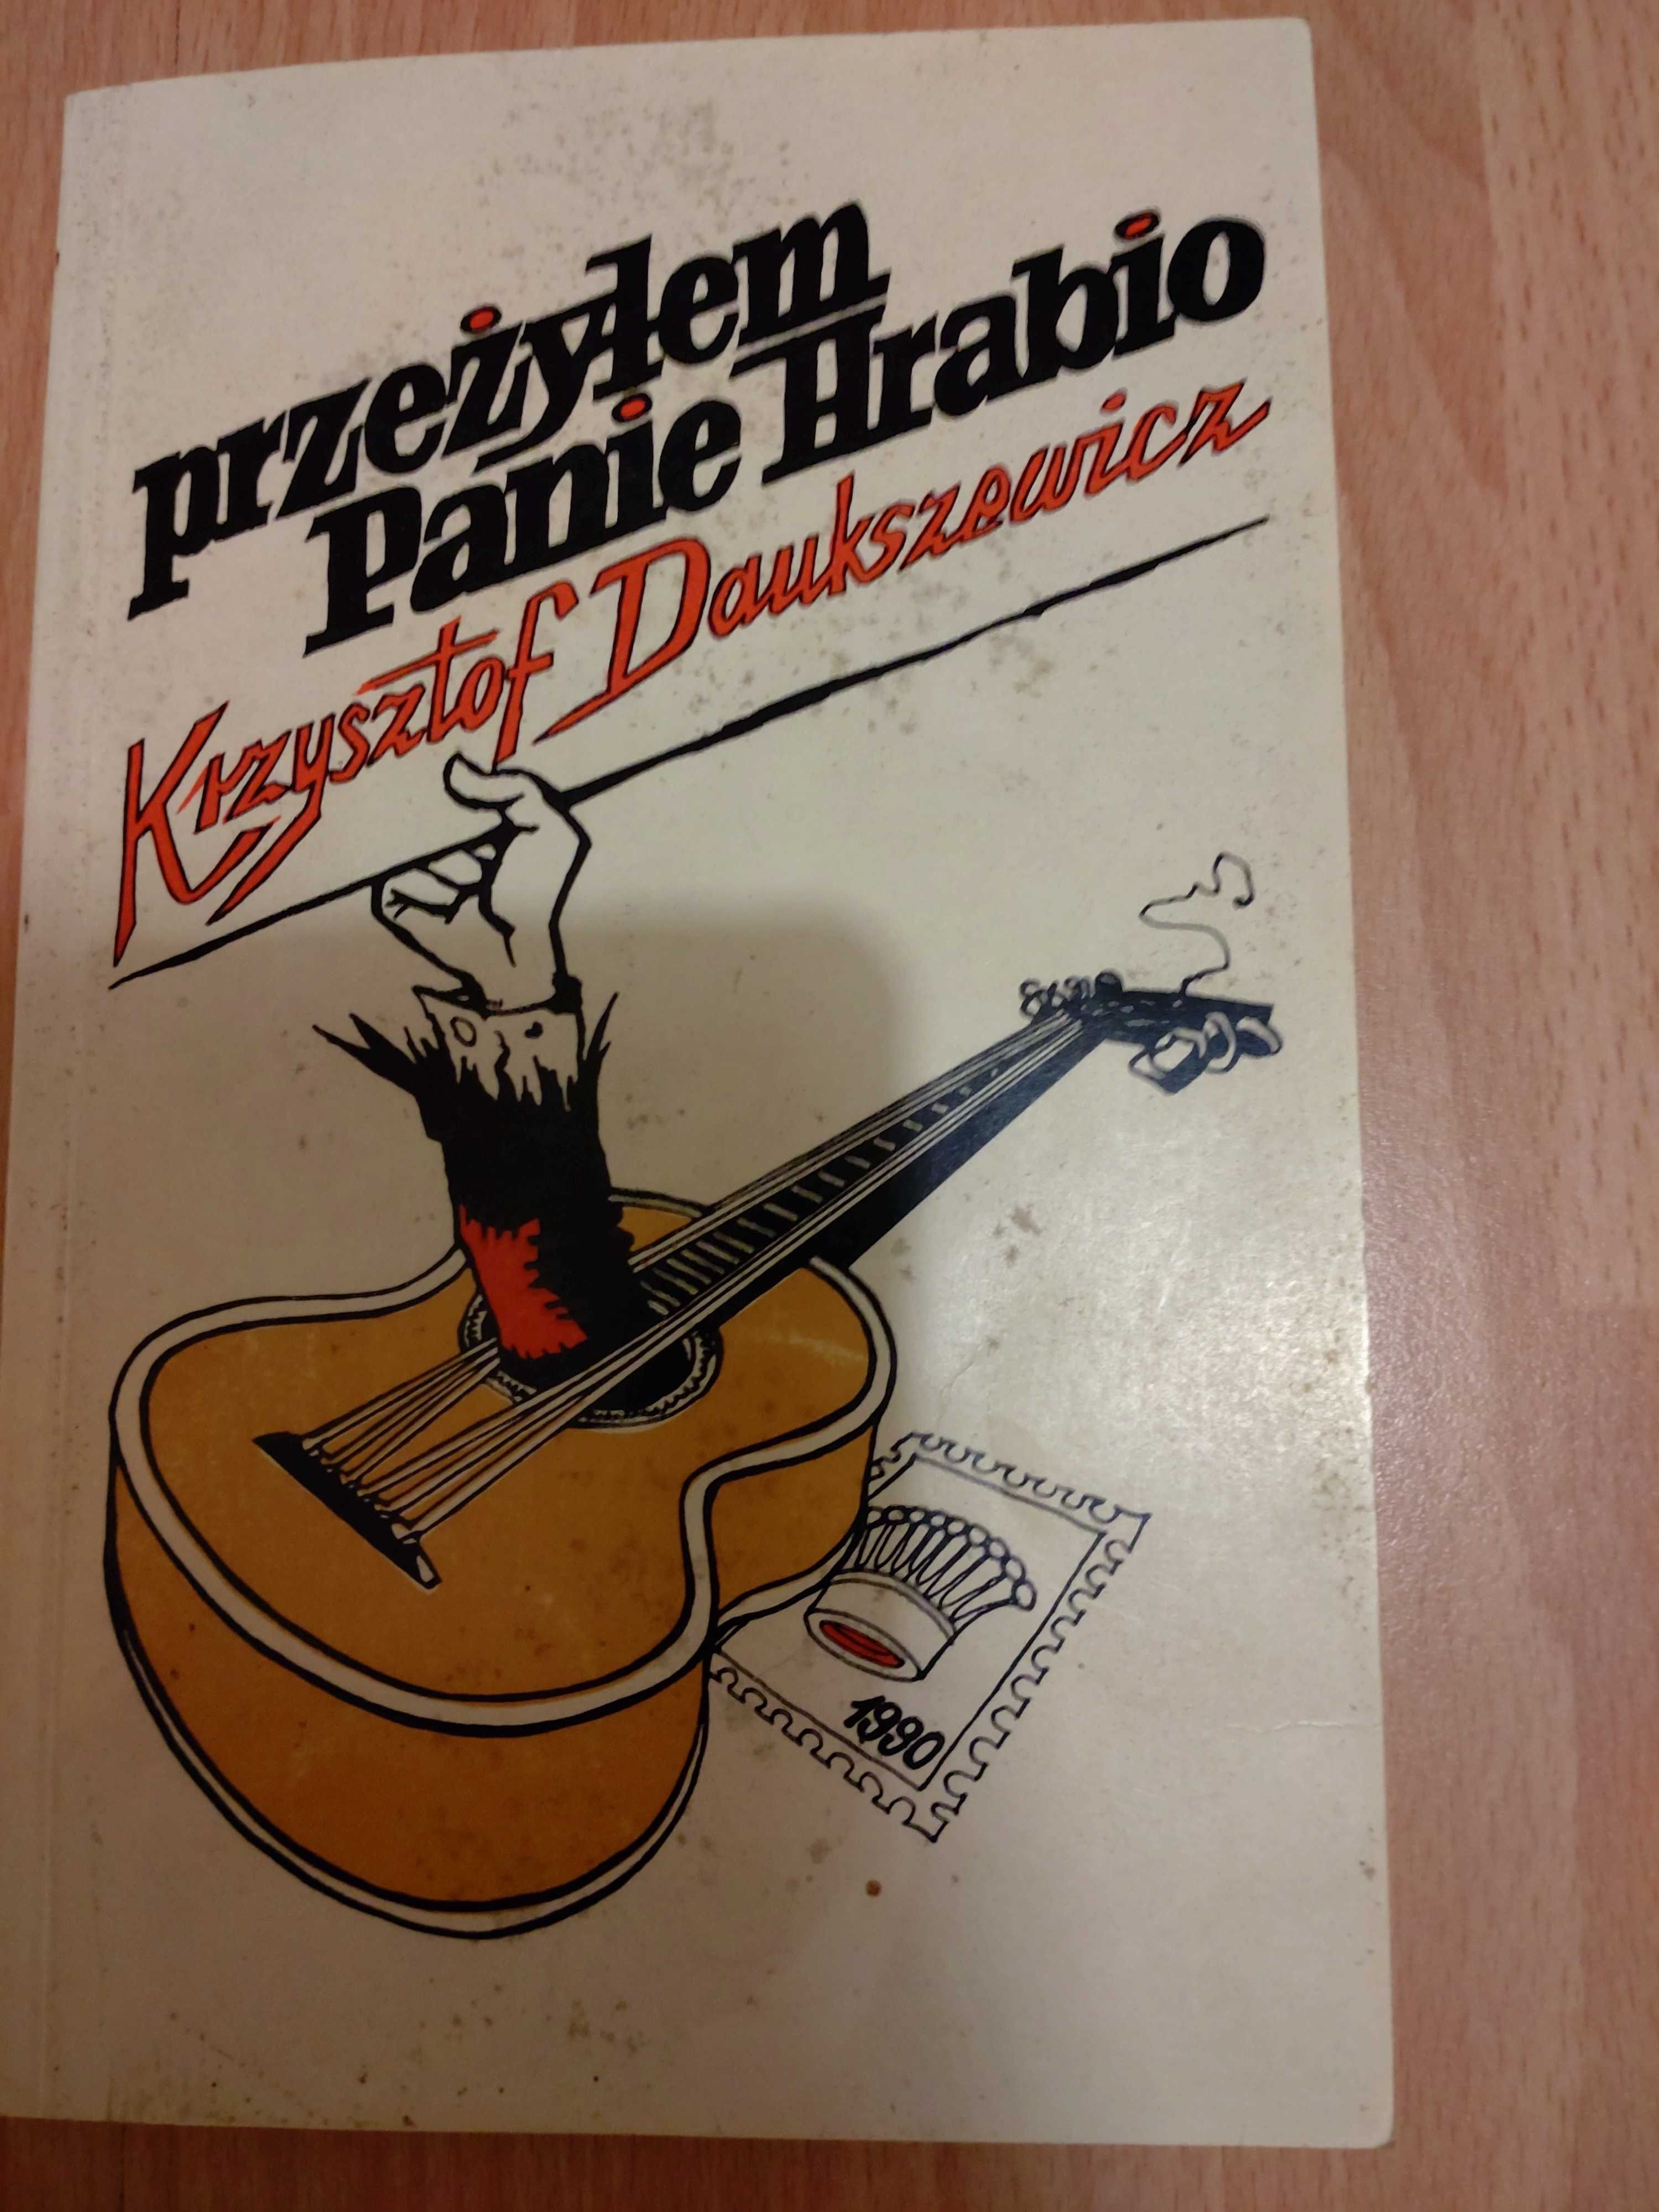 przeżyłem
Panie Hrabio
Krzysztof Daukszewicz
1990